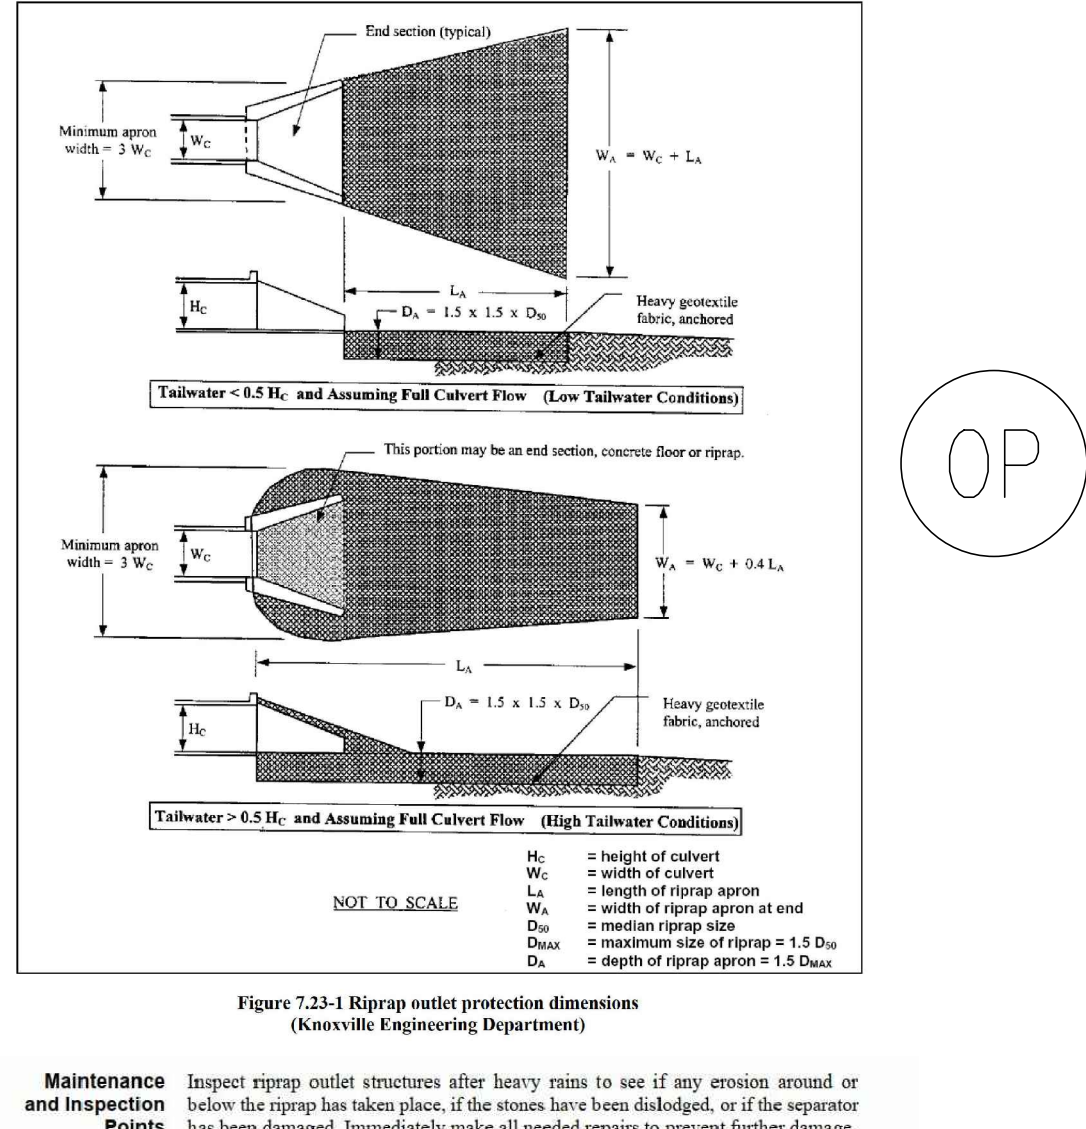 End section (typical)
Minimum apron
width = 3 WC
WC
WA = WC + LA
LA
HC
DA = 1.5 x 1.5 x D50
Heavy geotextile
fabric, anchored
Tailwater < 0.5 HC and Assuming Full Culvert Flow (Low Tailwater Conditions)
OP
This portion may be an end section, concrete floor or riprap.
Minimum apron
width = 3 WC
WC
WA = WC + 0.4 LA
LA
DA = 1.5 x 1.5 x D50
HC
Heavy geotextile
fabric, anchored
Tailwater > 0.5 HC and Assuming Full Culvert Flow (High Tailwater Conditions)
NOT TO SCALE
HC = height of culvert
WC = width of culvert
LA = length of riprap apron
WA = width of riprap apron at end
D50 = median riprap size
DMAX = maximum size of riprap = 1.5 D50
DA = depth of riprap apron = 1.5 DMAX
Figure 7.23-1 Riprap outlet protection dimensions
(Knoxville Engineering Department)
Maintenance
and Inspection
Points
Inspect riprap outlet structures after heavy rains to see if any erosion around or
below the riprap has taken place, if the stones have been dislodged, or if the separator
has been damaged. Immediately make all needed repairs to prevent further damage.